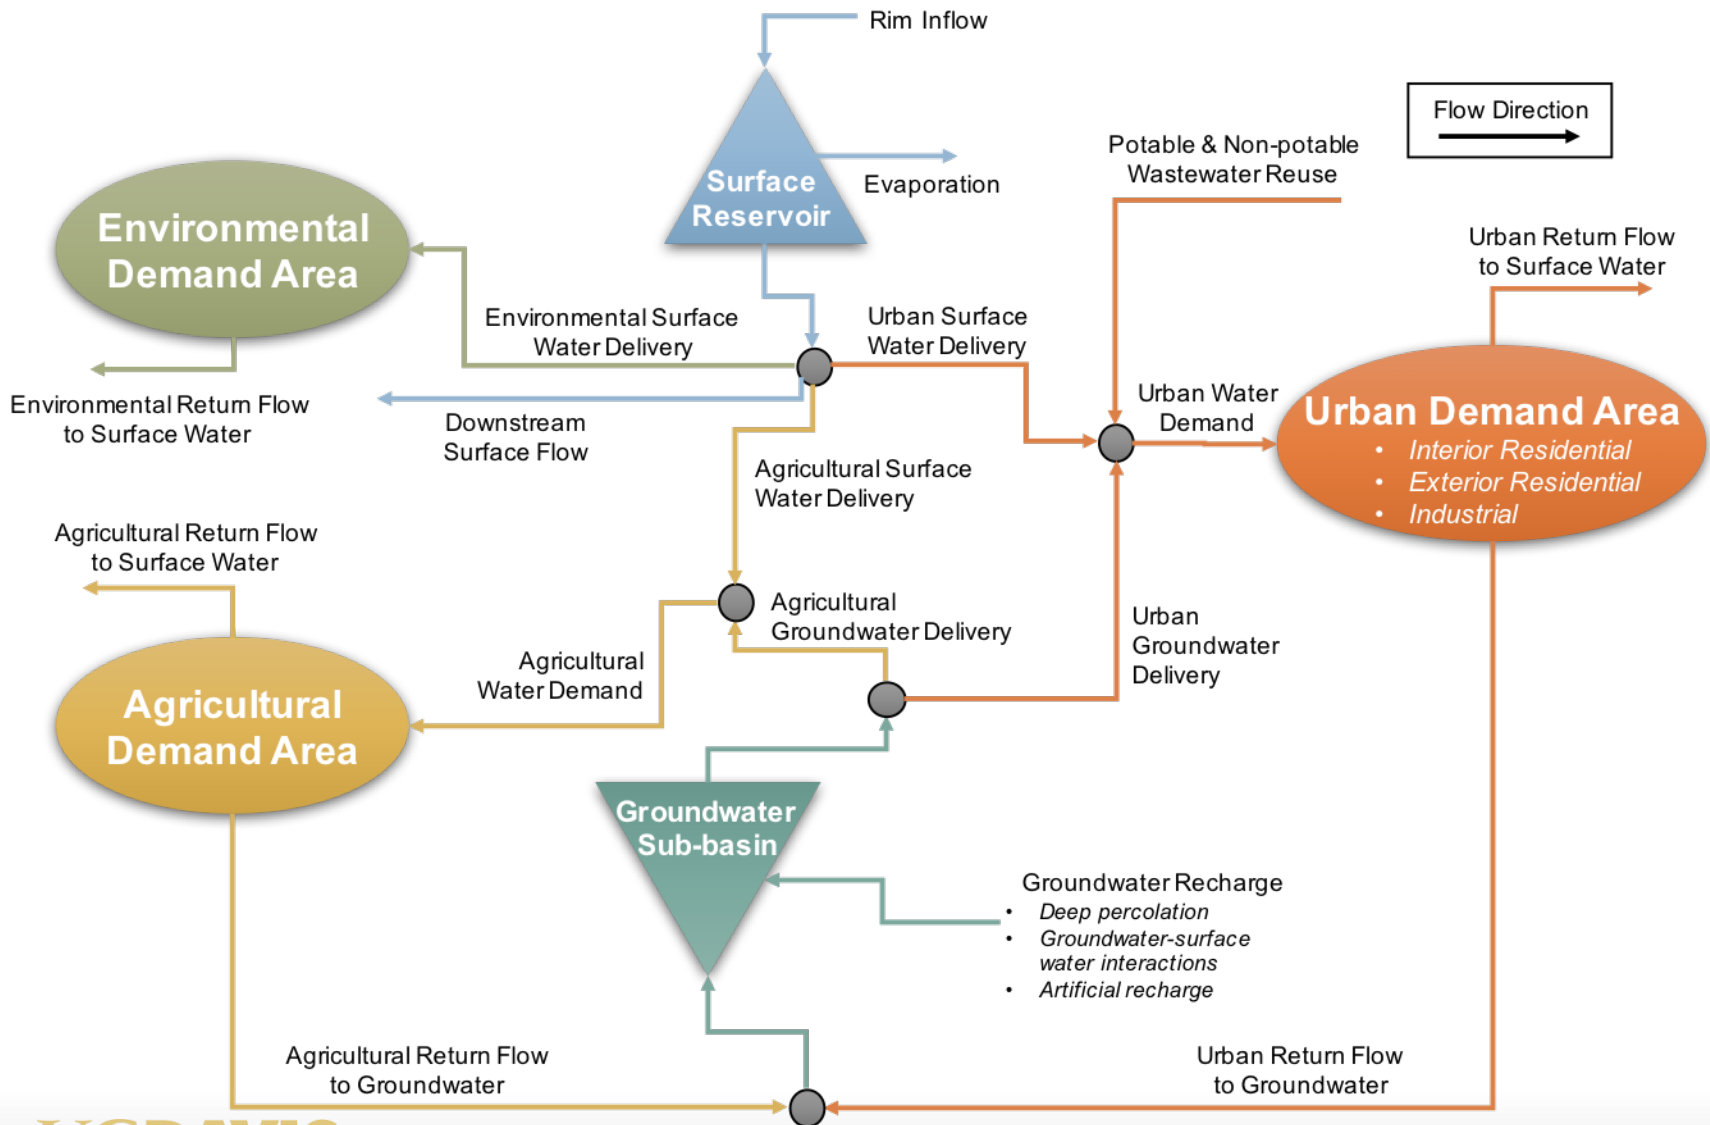 Rim Inflow
Flow Direction
Surface
Reservoir
Evaporation
Potable & Non-potable
Wastewater Reuse
Environmental
Demand Area
Urban Return Flow
to Surface Water
Environmental Surface
Water Delivery
Urban Surface
Water Delivery
Environmental Return Flow
to Surface Water
Downstream
Surface Flow
Urban Water
Demand
Urban Demand Area
• Interior Residential
• Exterior Residential
• Industrial
Agricultural Surface
Water Delivery
Agricultural Return Flow
to Surface Water
Agricultural
Groundwater Delivery
Urban
Groundwater
Delivery
Agricultural
Water Demand
Agricultural
Demand Area
Groundwater
Sub-basin
Groundwater Recharge
• Deep percolation
• Groundwater-surface
water interactions
• Artificial recharge
Agricultural Return Flow
to Groundwater
Urban Return Flow
to Groundwater
UCDAVIS